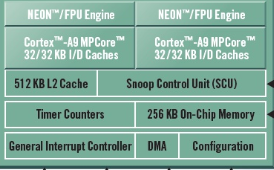 NEON™/FPU Engine NEON™/FPU Engine
Cortex™-A9 MPCore™ Cortex™-A9 MPCore™
32/32 KB I/D Caches 32/32 KB I/D Caches
512 KB L2 Cache Snoop Control Unit (SCU)
Timer Counters 256 KB On-Chip Memory
General Interrupt Controller DMA Configuration